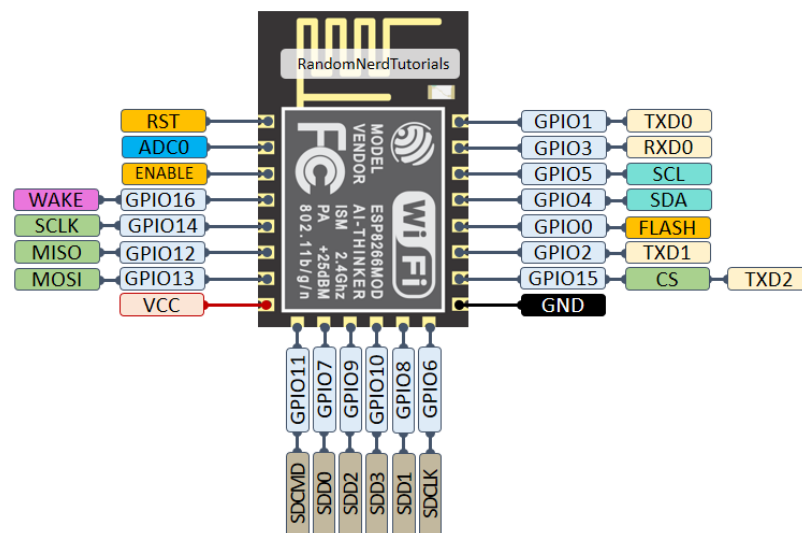 RandomNerdTutorials
RST
ADC0
ENABLE
WAKE GPIO16
SCLK GPIO14
MISO GPIO12
MOSI GPIO13
VCC
GPIO1 TXD0
GPIO3 RXD0
GPIO5 SCL
GPIO4 SDA
GPIO0 FLASH
GPIO2 TXD1
GPIO15 CS TXD2
GND
MODEL ESP8266MOD
VENDOR AI-THINKER
ISM 2.4Ghz
PA +25dBM
802.11b/g/n
FC
WiFi
GPIO11 SDCMD
GPIO7 SDD0
GPIO9 SDD2
GPIO10 SDD3
GPIO8 SDD1
GPIO6 SDCLK